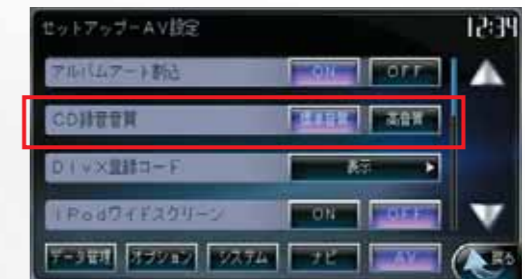 セットアップーAV設定 12:34
アルバムアート割込 ON OFF
CD録音音質 標準音質 高音質
DivX登録コード 表示
iPodワイドスクリーン ON OFF
データ管理 オプション システム ナビ AV 戻る